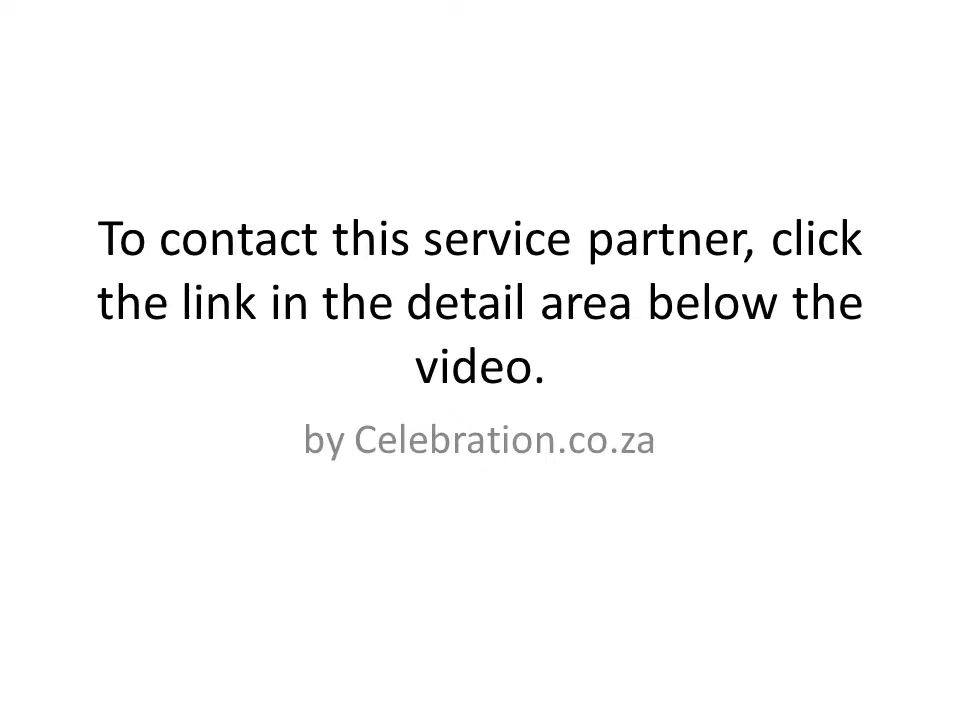 To contact this service partner, click
the link in the detail area below the
video.
by Celebration.co.za